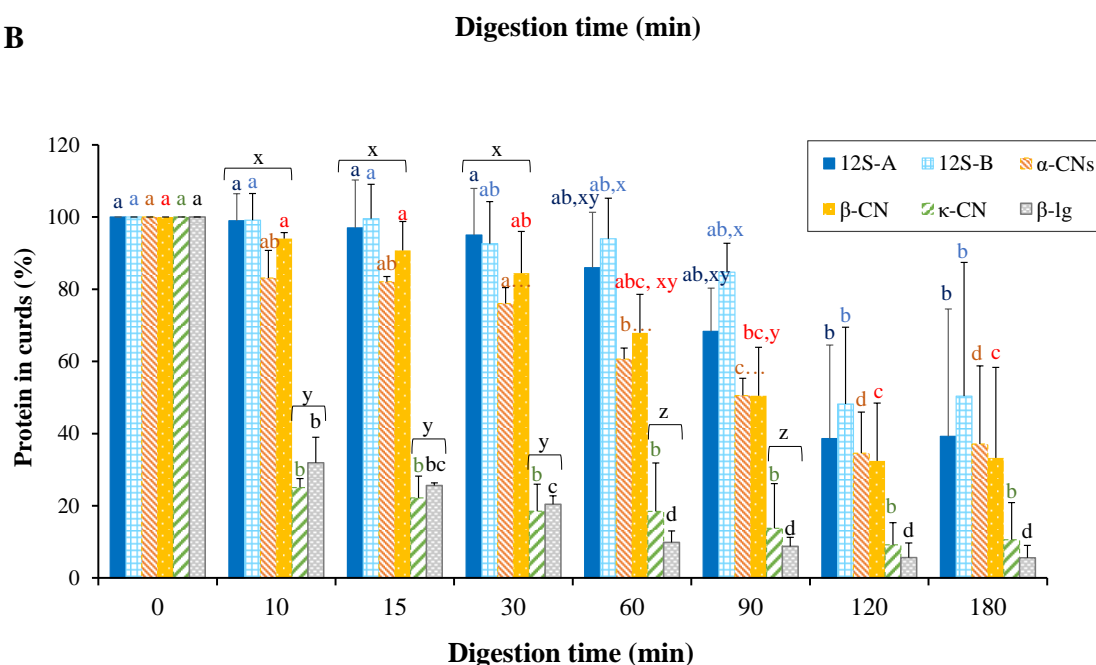 Digestion time (min)
B
Protein in curds (%)
120
100
80
60
40
20
0
12S-A 12S-B α-CNs
β-CN κ-CN β-lg
a a a a a a
x
a a ab a
y
b b
x
a a ab a
y
b bc
x
a ab a... ab
y
b c
ab,xy ab,x b... abc, xy
z
b d
ab,xy ab,x c... bc,y
z
b d
b b d c b d
b b d c b d
0 10 15 30 60 90 120 180
Digestion time (min)